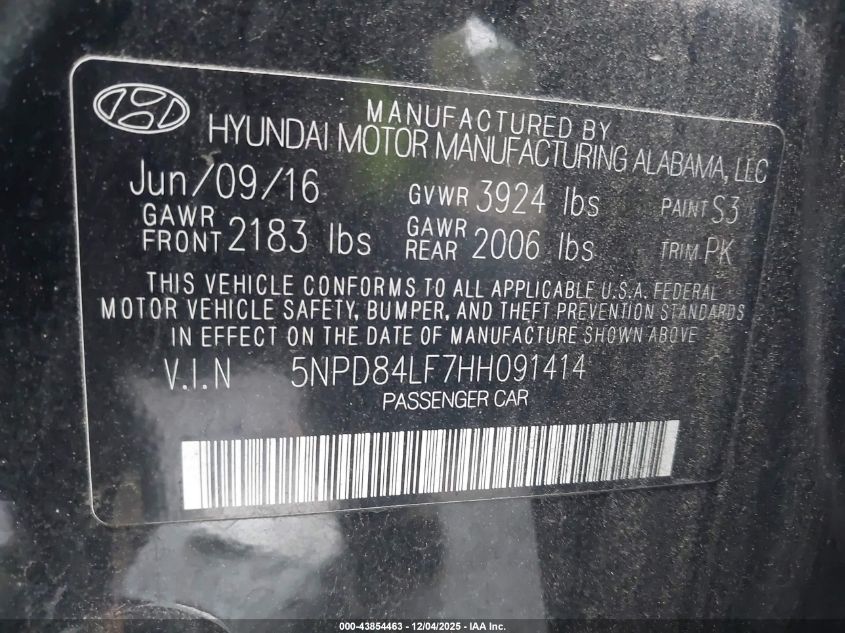 MANUFACTURED BY
HYUNDAI MOTOR MANUFACTURING ALABAMA, LLC
Jun/09/16 GVWR 3924 lbs PAINT S3
GAWR FRONT 2183 lbs GAWR REAR 2006 lbs TRIM PK
THIS VEHICLE CONFORMS TO ALL APPLICABLE U.S.A. FEDERAL
MOTOR VEHICLE SAFETY, BUMPER, AND THEFT PREVENTION STANDARDS
IN EFFECT ON THE DATE OF MANUFACTURE SHOWN ABOVE
V.I.N 5NPD84LF7HH091414
PASSENGER CAR
000-43854463 - 12/04/2025 - IAA Inc.